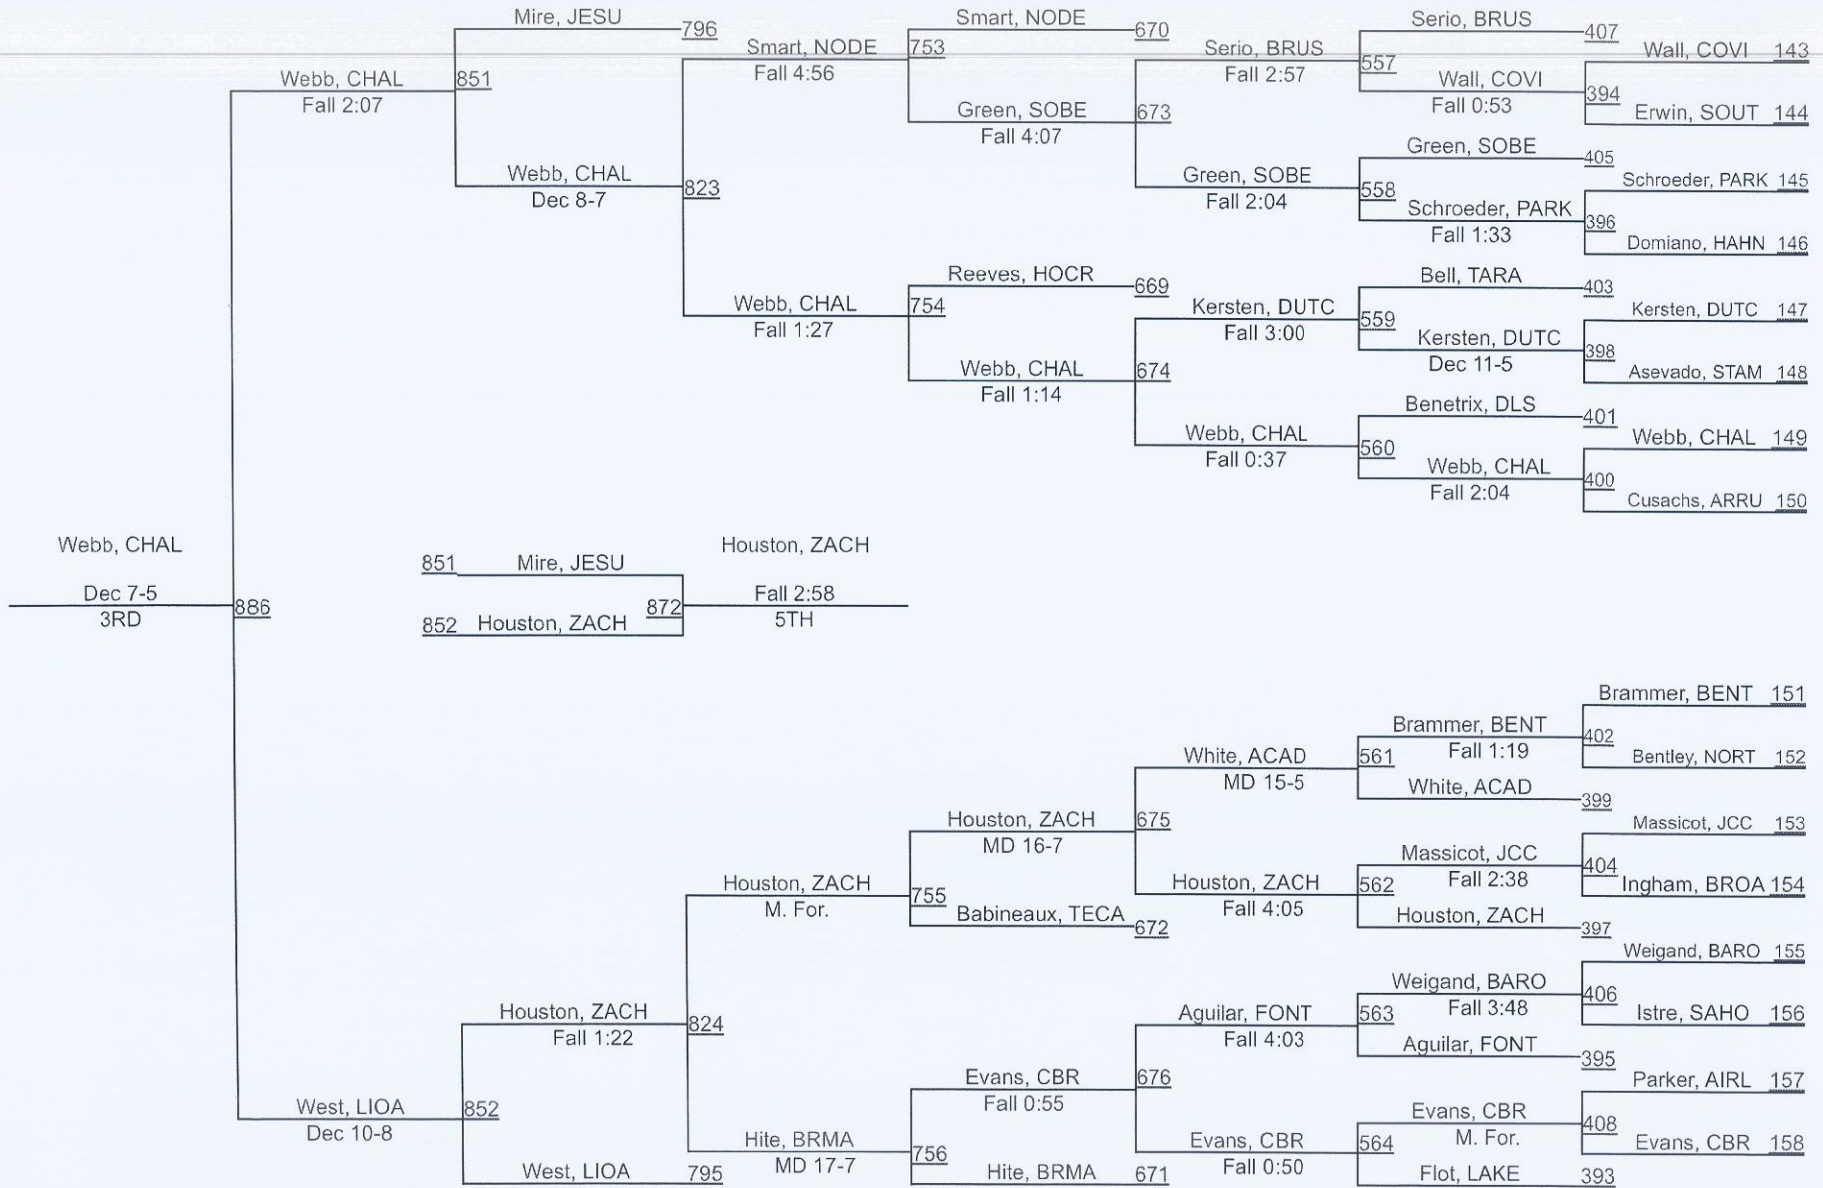 Mire, JESU 796
Smart, NODE 670
Serio, BRUS 407
Smart, NODE 753
Fall 4:56
Serio, BRUS 557
Fall 2:57
Wall, COVI 143
Webb, CHAL 851
Fall 2:07
Wall, COVI 394
Fall 0:53
Green, SOBE 673
Fall 4:07
Erwin, SOUT 144
Green, SOBE 405
Webb, CHAL 823
Dec 8-7
Green, SOBE 558
Fall 2:04
Schroeder, PARK 145
Schroeder, PARK 396
Fall 1:33
Domiano, HAHN 146
Reeves, HOCR 669
Bell, TARA 403
Webb, CHAL 754
Fall 1:27
Kersten, DUTC 559
Fall 3:00
Kersten, DUTC 147
Kersten, DUTC 398
Dec 11-5
Webb, CHAL 674
Fall 1:14
Asevado, STAM 148
Benetrix, DLS 401
Webb, CHAL 560
Fall 0:37
Webb, CHAL 149
Webb, CHAL 400
Fall 2:04
Cusachs, ARRU 150
Webb, CHAL
Dec 7-5 886
3RD
851 Mire, JESU
Houston, ZACH
872 Fall 2:58
5TH
852 Houston, ZACH
Brammer, BENT 151
Brammer, BENT 402
Fall 1:19
White, ACAD 561
MD 15-5
Bentley, NORT 152
White, ACAD 399
Houston, ZACH 675
MD 16-7
Massicot, JCC 153
Massicot, JCC 404
Fall 2:38
Houston, ZACH 755
M. For.
Houston, ZACH 562
Fall 4:05
Ingham, BROA 154
Babineaux, TECA 672
Houston, ZACH 397
Weigand, BARO 155
Weigand, BARO 406
Fall 3:48
Houston, ZACH 824
Fall 1:22
Aguilar, FONT 563
Fall 4:03
Istre, SAHO 156
Aguilar, FONT 395
Evans, CBR 676
Fall 0:55
Parker, AIRL 157
West, LIOA 852
Dec 10-8
Evans, CBR 408
M. For.
Hite, BRMA 756
MD 17-7
Evans, CBR 564
Fall 0:50
Evans, CBR 158
West, LIOA 795
Hite, BRMA 671
Flot, LAKE 393